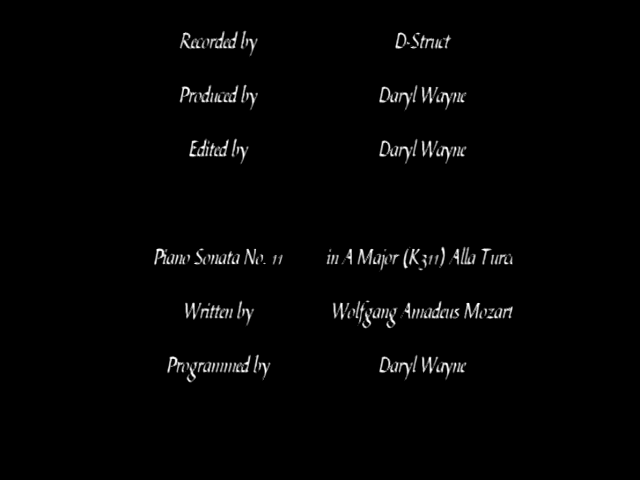 Recorded by D-Struct
Produced by Daryl Wayne
Edited by Daryl Wayne
Piano Sonata No. 11 in A Major (K311) Alla Turca
Written by Wolfgang Amadeus Mozart
Programmed by Daryl Wayne